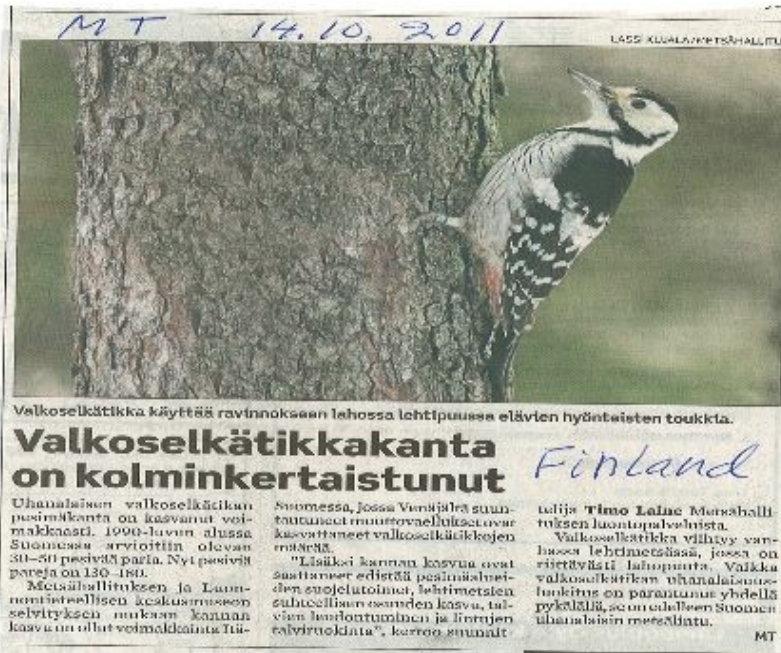 MT 14.10. 2011
LASSI KUJALA/METSÄHALLITU
Valkoselkätikka käyttää ravinnokseen lahossa lehtipuussa elävien hyönteisten toukkia.
Valkoselkätikkakanta
on kolminkertaistunut
Finland
Uhanalaisen valkoselkätikan
pesimäkanta on kasvanut voi-
makkaasti. 1990-luvun alussa
Suomessa arvioitiin olevan
30–50 pesivää paria. Nyt pesiviä
pareja on 130–180.
Metsähallituksen ja Luon-
nontieteellisen keskusmuseon
selvityksen mukaan kannan
kasvu on ollut voimakkainta Itä-
Suomessa, jossa Venäjältä suun-
tautuneet muuttovaellukset ovat
kasvattaneet valkoselkätikkojen
määrää.
"Lisäksi kannan kasvua ovat
saattaneet edistää pesimäaluei-
den suojelutoimet, lehtimetsien
suhteellisen osuuden kasvu, tal-
vien leudontuminen ja lintujen
talviruokinta", kertoo suunnit-
telija Timo Laine Metsähalli-
tuksen luontopalveluista.
Valkoselkätikka viihtyy van-
hassa lehtimetsässä, jossa on
riittävästi lahopuuta. Vaikka
valkoselkätikan uhanalaisuus-
luokitus on parantunut yhdellä
pykälällä, se on edelleen Suomen
uhanalaisin metsälintu.
MT